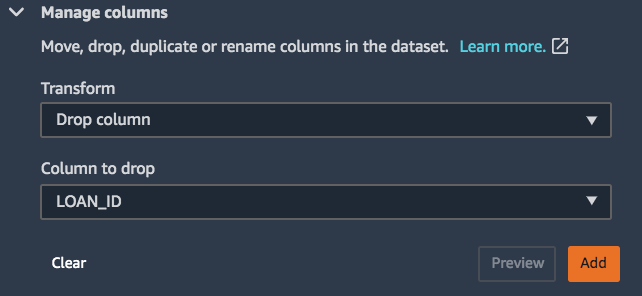 Manage columns
Move, drop, duplicate or rename columns in the dataset. Learn more.
Transform
Drop column
Column to drop
LOAN_ID
Clear Preview Add